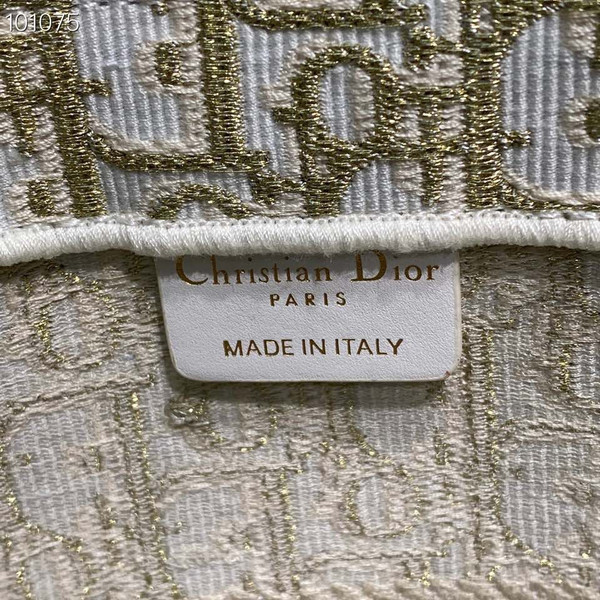 101075
Christian Dior
PARIS
MADE IN ITALY